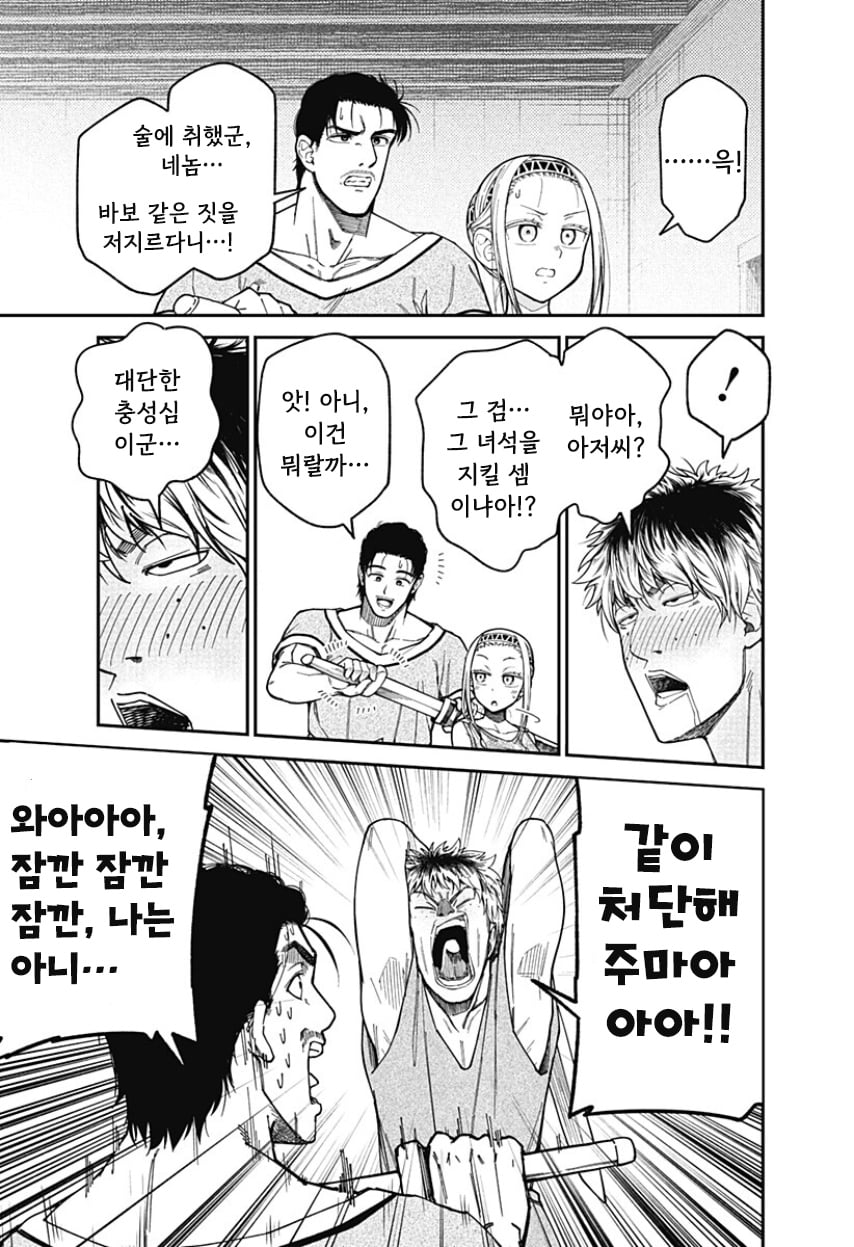 ……윽!
술에 취했군,
네놈…
바보 같은 짓을
저지르다니…!
!
뭐야아,
아저씨?
그 검…
그 녀석을
지킬 셈
이냐아!?
앗! 아니,
이건
뭐랄까…
대단한
충성심
이군…
같이
처단해
주마아
아아!!
와아아아,
잠깐 잠깐
잠깐, 나는
아니…